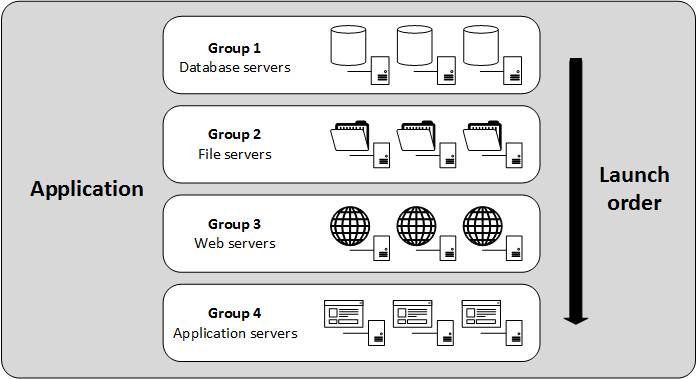 Group 1
Database servers
Group 2
File servers
Application
Launch
order
Group 3
Web servers
Group 4
Application servers